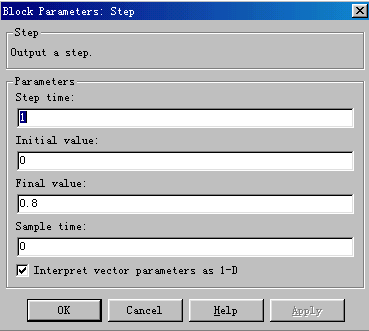 Block Parameters: Step
Step
Output a step.
Parameters
Step time:
1
Initial value:
0
Final value:
0.8
Sample time:
0
Interpret vector parameters as 1-D
OK Cancel Help Apply